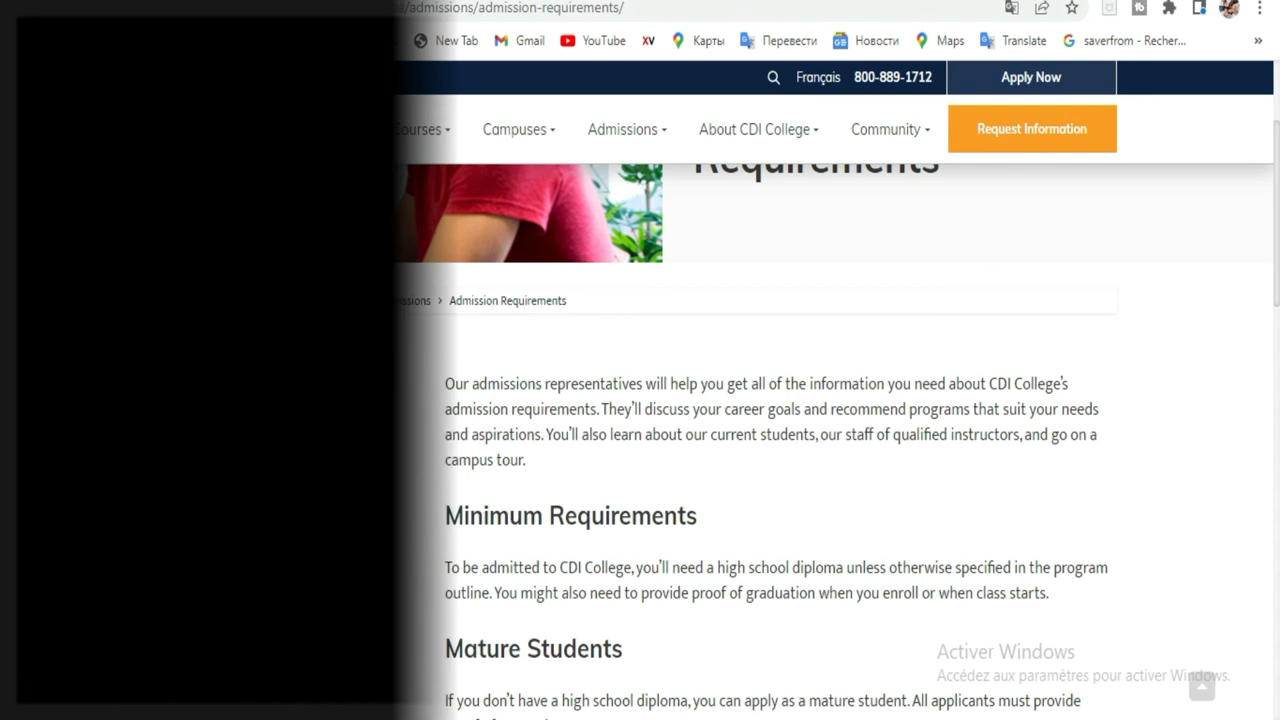 /admissions/admission-requirements/
New Tab Gmail YouTube XV Карты Перевести Новости Maps Translate saverfrom - Recher... »
Français 800-889-1712 Apply Now
Courses Campuses Admissions About CDI College Community Request Information
Requirements
› Admission Requirements
Our admissions representatives will help you get all of the information you need about CDI College's
admission requirements. They'll discuss your career goals and recommend programs that suit your needs
and aspirations. You'll also learn about our current students, our staff of qualified instructors, and go on a
campus tour.
Minimum Requirements
To be admitted to CDI College, you'll need a high school diploma unless otherwise specified in the program
outline. You might also need to provide proof of graduation when you enroll or when class starts.
Mature Students
Activer Windows
Accédez aux paramètres pour activer Windows.
If you don't have a high school diploma, you can apply as a mature student. All applicants must provide